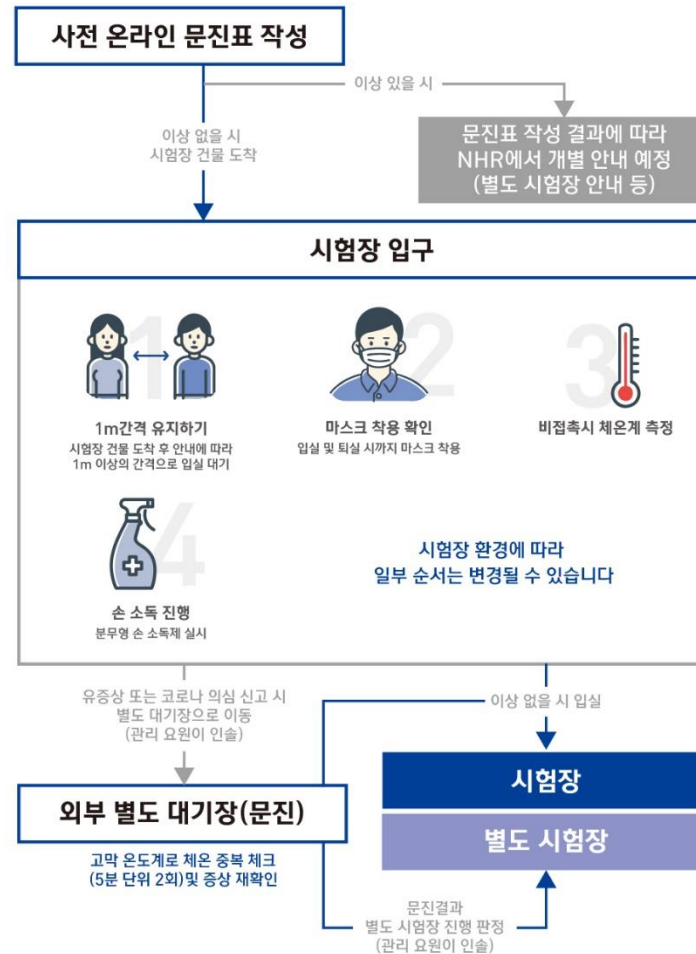 사전 온라인 문진표 작성
이상 있을 시
이상 없을 시
시험장 건물 도착
문진표 작성 결과에 따라
NHR에서 개별 안내 예정
(별도 시험장 안내 등)
시험장 입구
1
1m간격 유지하기
시험장 건물 도착 후 안내에 따라
1m 이상의 간격으로 입실 대기
2
마스크 착용 확인
입실 및 퇴실 시까지 마스크 착용
3
비접촉시 체온계 측정
4
손 소독 진행
분무형 손 소독제 실시
시험장 환경에 따라
일부 순서는 변경될 수 있습니다
유증상 또는 코로나 의심 신고 시
별도 대기장으로 이동
(관리 요원이 인솔)
이상 없을 시 입실
외부 별도 대기장(문진)
고막 온도계로 체온 중복 체크
(5분 단위 2회)및 증상 재확인
시험장
별도 시험장
문진결과
별도 시험장 진행 판정
(관리 요원이 인솔)